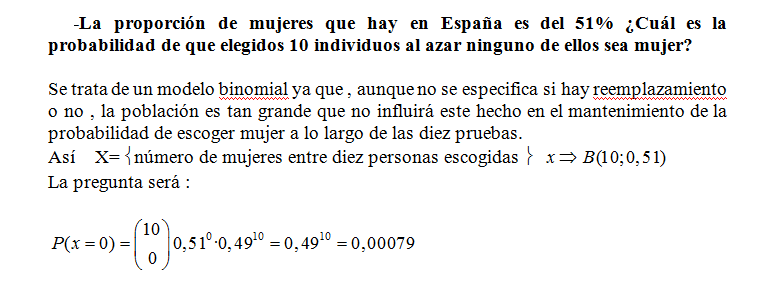 -La proporción de mujeres que hay en España es del 51% ¿Cuál es la
probabilidad de que elegidos 10 individuos al azar ninguno de ellos sea mujer?
Se trata de un modelo binomial ya que , aunque no se especifica si hay reemplazamiento
o no , la población es tan grande que no influirá este hecho en el mantenimiento de la
probabilidad de escoger mujer a lo largo de las diez pruebas.
Así X= {número de mujeres entre diez personas escogidas } x ⇒ B(10;0,51)
La pregunta será :
P(x = 0) = (10 0) 0,51⁰·0,49¹⁰ = 0,49¹⁰ = 0,00079